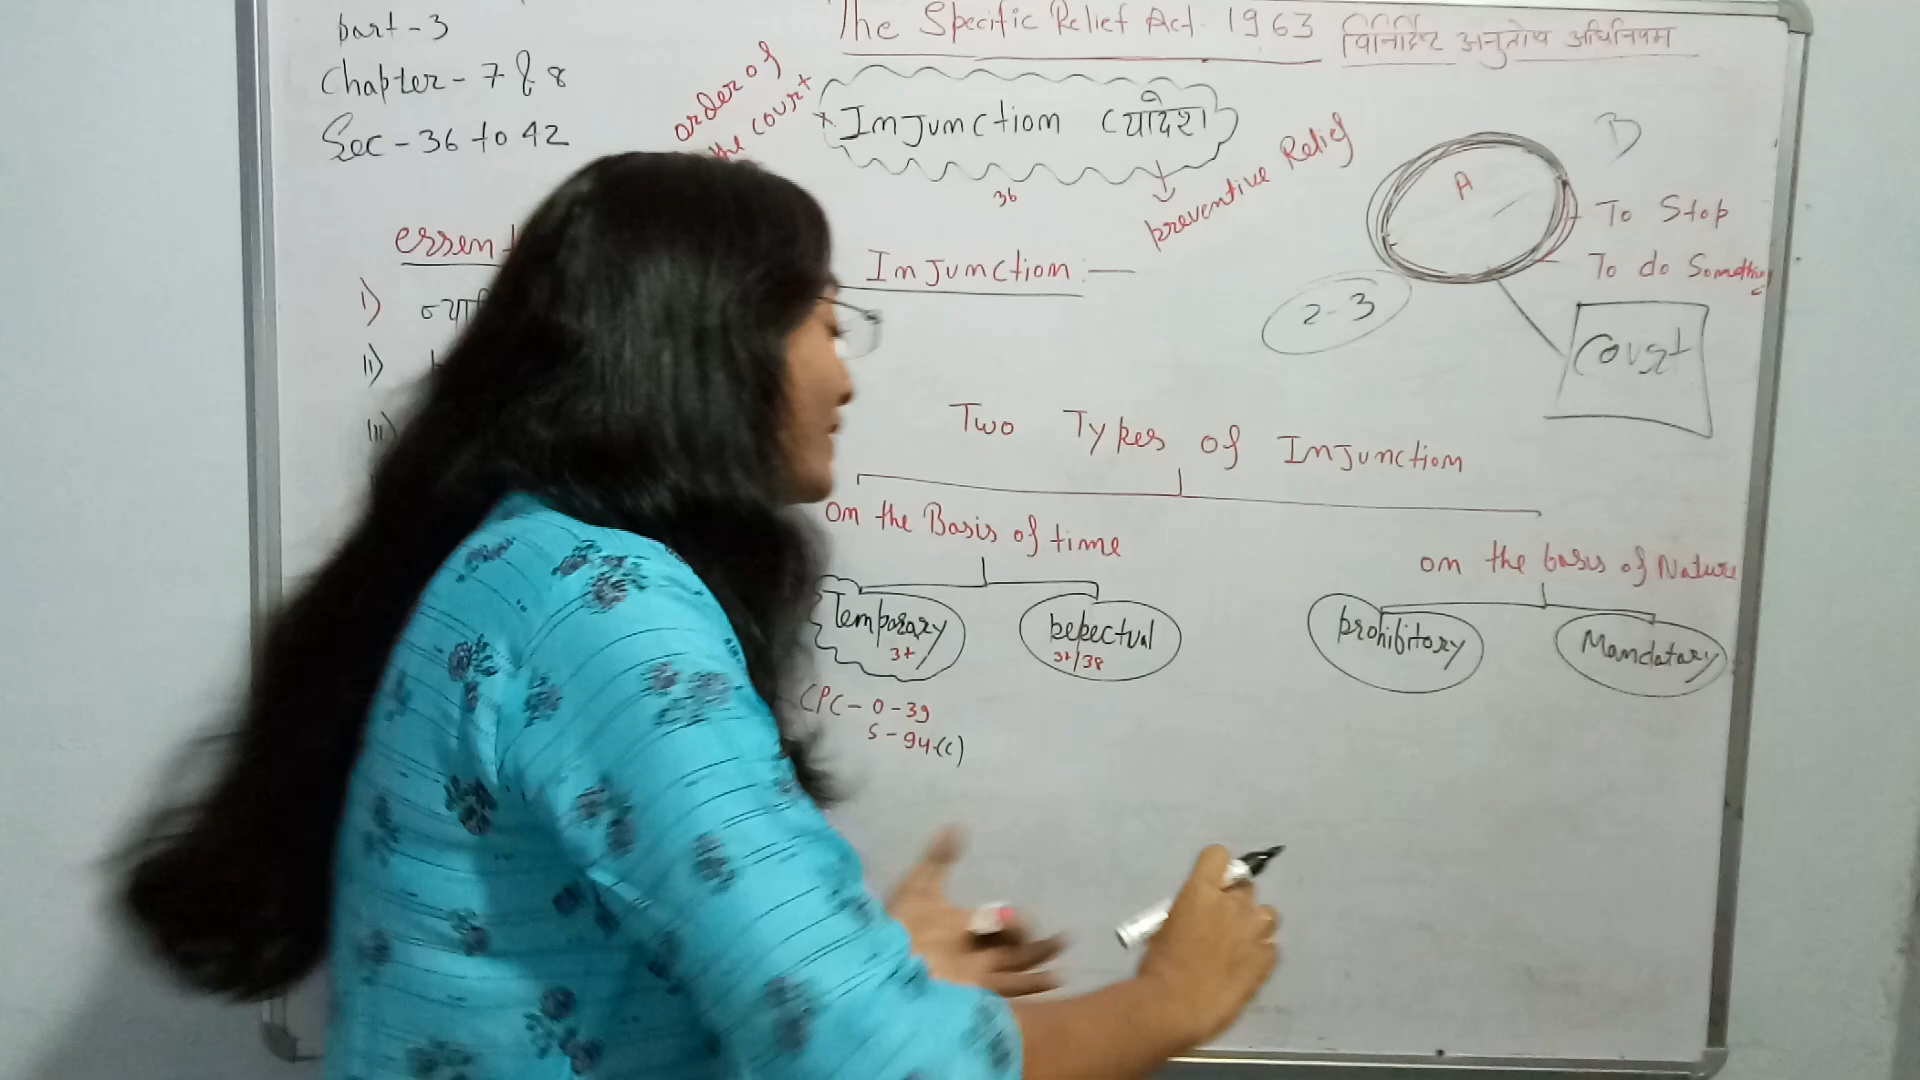 part - 3
Chapter - 7 & 8
Sec - 36 to 42
The Specific Relief Act. 1963 विनिर्दिष्ट अनुतोष अधिनियम
order of
the court
Injunction (व्यादेश)
36
preventive Relief
A
B
To Stop
To do Something
2-3
Court
essent
Injunction :-
i)
ii)
iii)
Two Types of Injunction
on the Basis of time
on the basis of Nature
Temporary
37
pepectual
37/38
prohibitory
Mandatary
CPC - O - 39
S - 94(c)